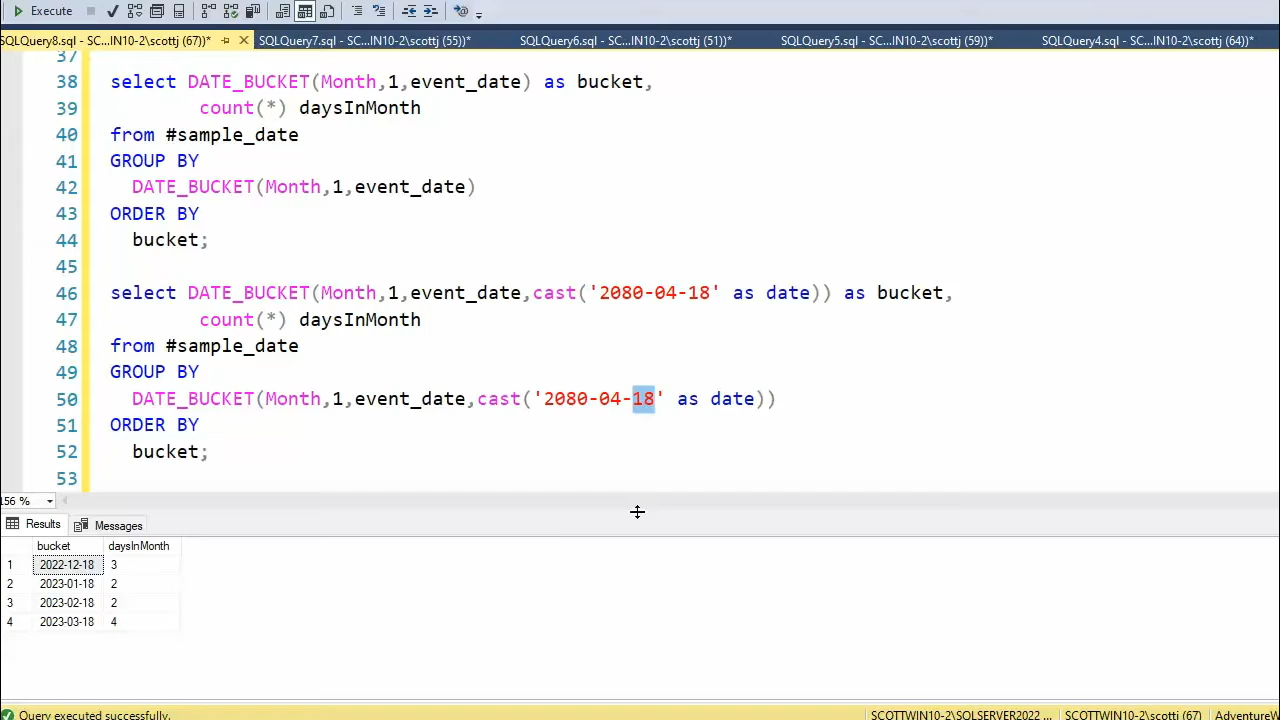 Execute
SQLQuery8.sql - SC...IN10-2\scottj (67))*
SQLQuery7.sql - SC...IN10-2\scottj (55))*
SQLQuery6.sql - SC...IN10-2\scottj (51))*
SQLQuery5.sql - SC...IN10-2\scottj (59))*
SQLQuery4.sql - SC...IN10-2\scottj (64))*
37
38 select DATE_BUCKET(Month,1,event_date) as bucket,
39 count(*) daysInMonth
40 from #sample_date
41 GROUP BY
42 DATE_BUCKET(Month,1,event_date)
43 ORDER BY
44 bucket;
45
46 select DATE_BUCKET(Month,1,event_date,cast('2080-04-18' as date)) as bucket,
47 count(*) daysInMonth
48 from #sample_date
49 GROUP BY
50 DATE_BUCKET(Month,1,event_date,cast('2080-04-18' as date))
51 ORDER BY
52 bucket;
53
156 %
Results Messages
bucket daysInMonth
1 2022-12-18 3
2 2023-01-18 2
3 2023-02-18 2
4 2023-03-18 4
Query executed successfully.
SCOTTWIN10-2\SQLSERVER2022 ...
SCOTTWIN10-2\scottj (67)
AdventureW